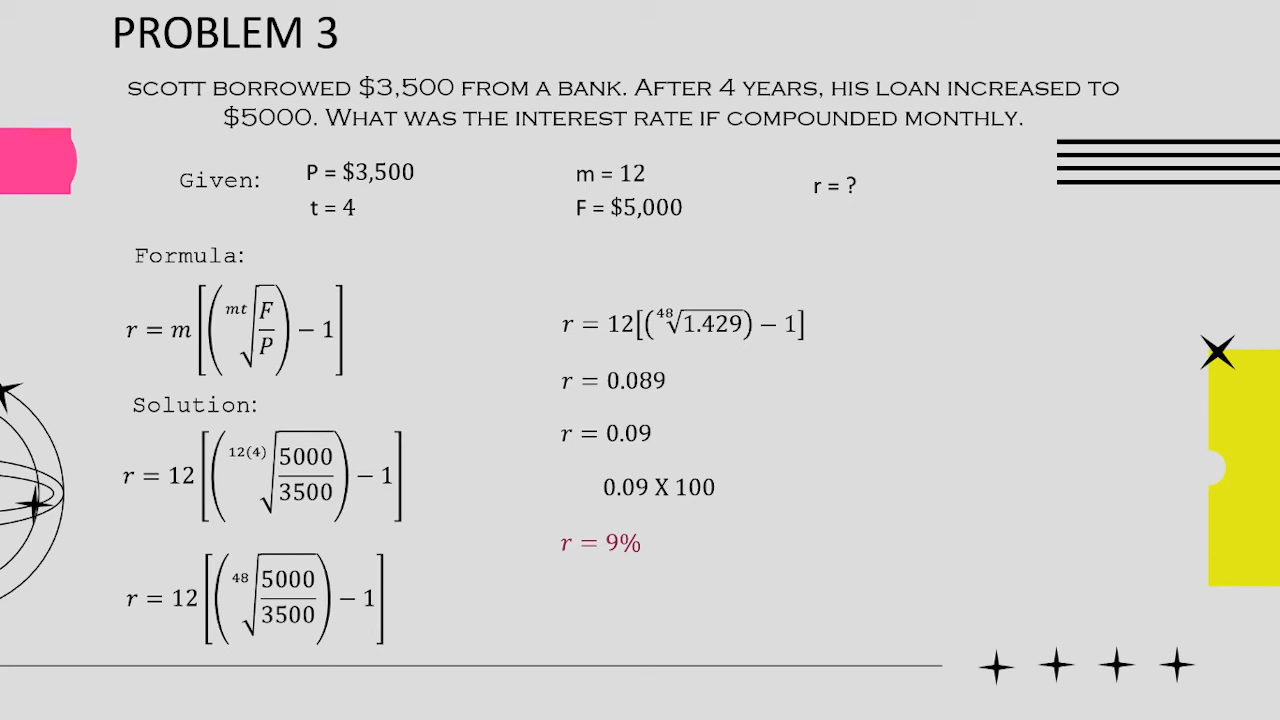 PROBLEM 3
SCOTT BORROWED $3,500 FROM A BANK. AFTER 4 YEARS, HIS LOAN INCREASED TO
$5000. WHAT WAS THE INTEREST RATE IF COMPOUNDED MONTHLY.
Given: P = $3,500 m = 12 r = ?
t = 4 F = $5,000
Formula:
r = m[(mt√(F/P)) − 1]
Solution:
r = 12[(12(4)√(5000/3500)) − 1]
r = 12[(48√(5000/3500)) − 1]
r = 12[(48√1.429) − 1]
r = 0.089
r = 0.09
0.09 X 100
r = 9%